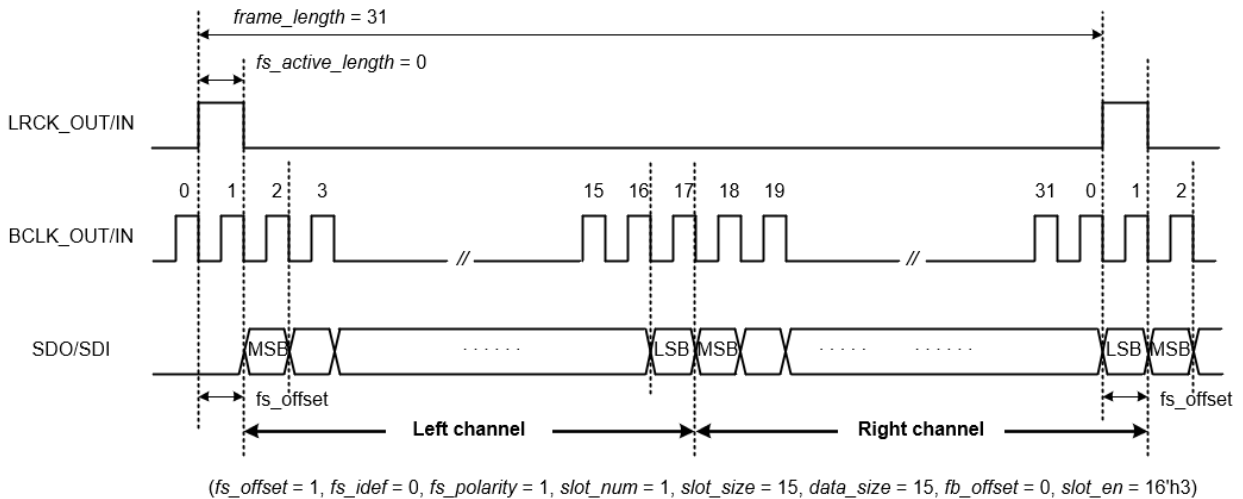 frame_length = 31
fs_active_length = 0
LRCK_OUT/IN
0 1 2 3 15 16 17 18 19 31 0 1 2
BCLK_OUT/IN
//
//
SDO/SDI
MSB LSB MSB LSB MSB
. . . . . . . . . . . . . . . . .
fs_offset fs_offset
Left channel Right channel
(fs_offset = 1, fs_idef = 0, fs_polarity = 1, slot_num = 1, slot_size = 15, data_size = 15, fb_offset = 0, slot_en = 16'h3)